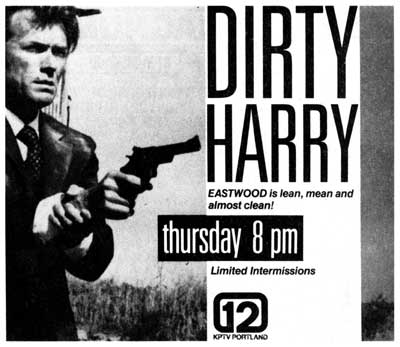 DIRTY
HARRY
EASTWOOD is lean, mean and
almost clean!
thursday 8 pm
Limited Intermissions
12
KPTV PORTLAND